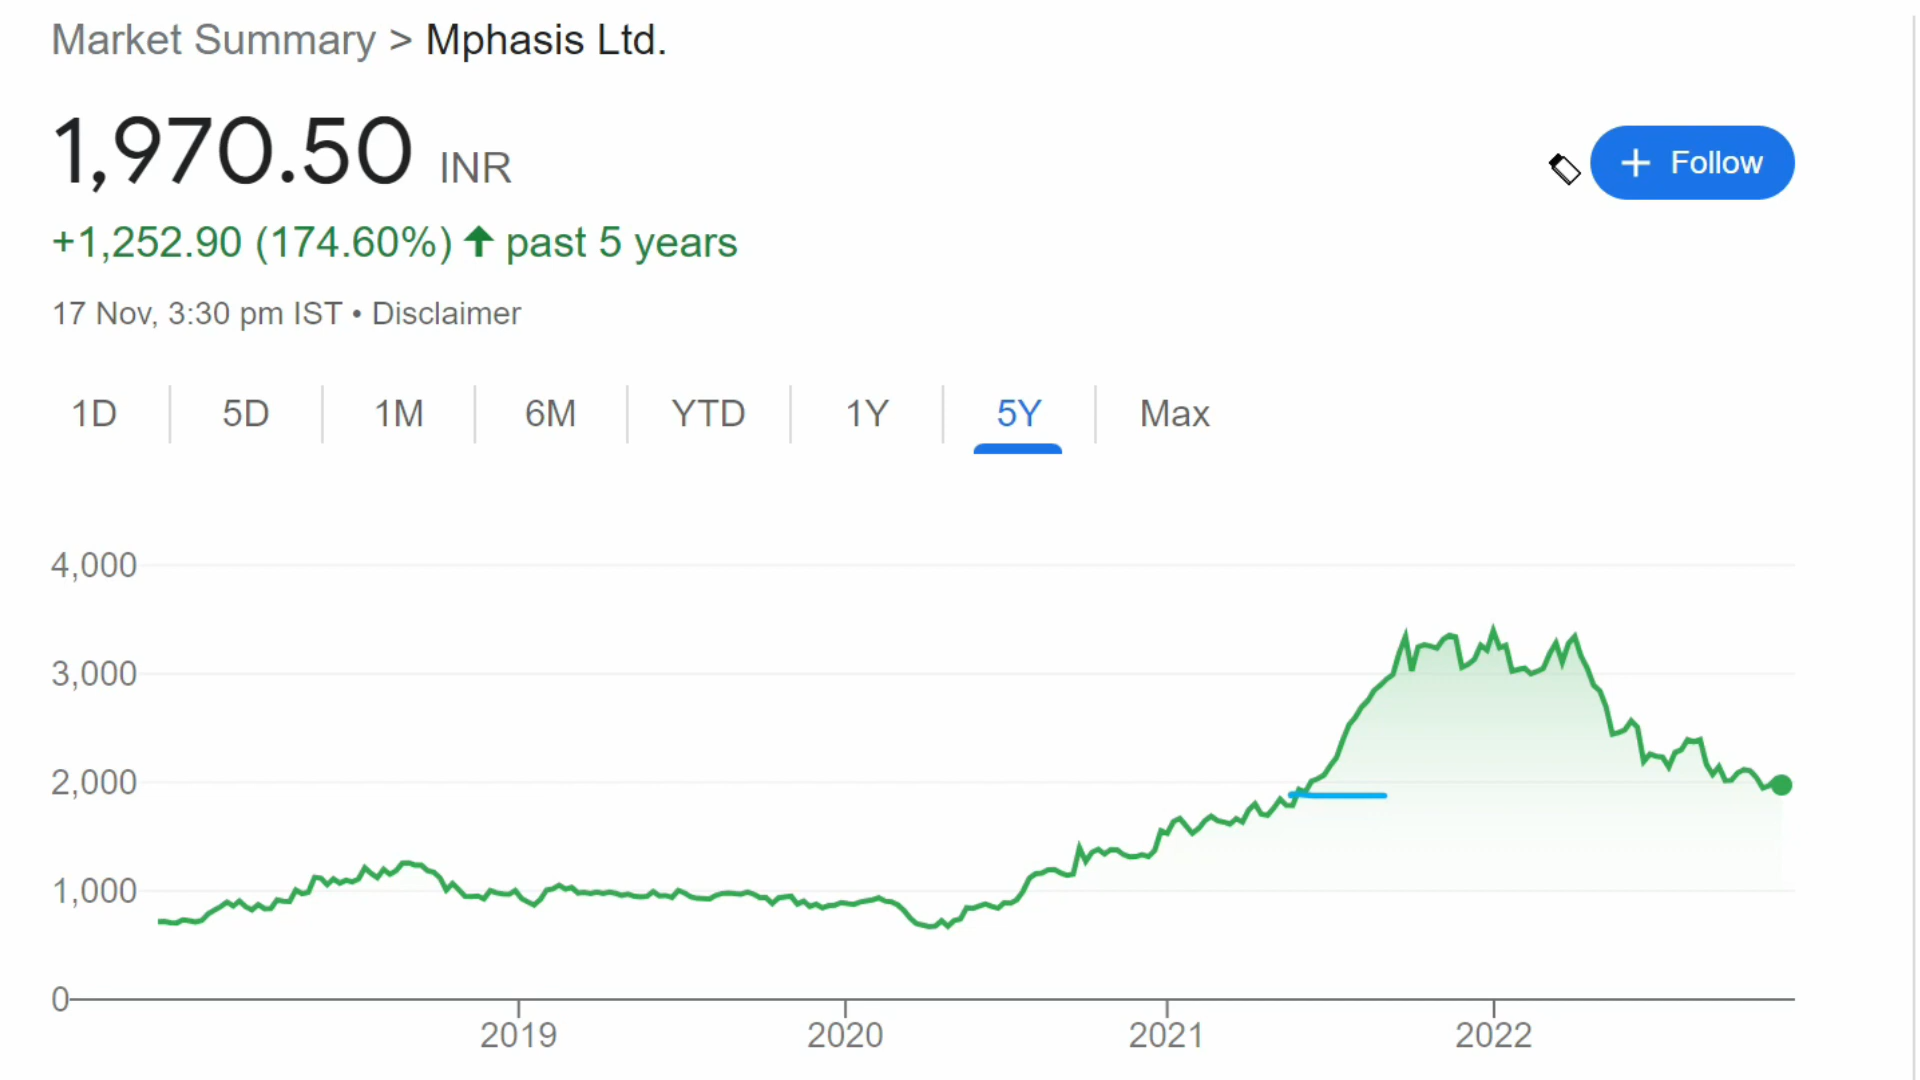 Market Summary > Mphasis Ltd.
1,970.50 INR
+ Follow
+1,252.90 (174.60%) ↑ past 5 years
17 Nov, 3:30 pm IST • Disclaimer
1D 5D 1M 6M YTD 1Y 5Y Max
4,000
3,000
2,000
1,000
0
2019 2020 2021 2022